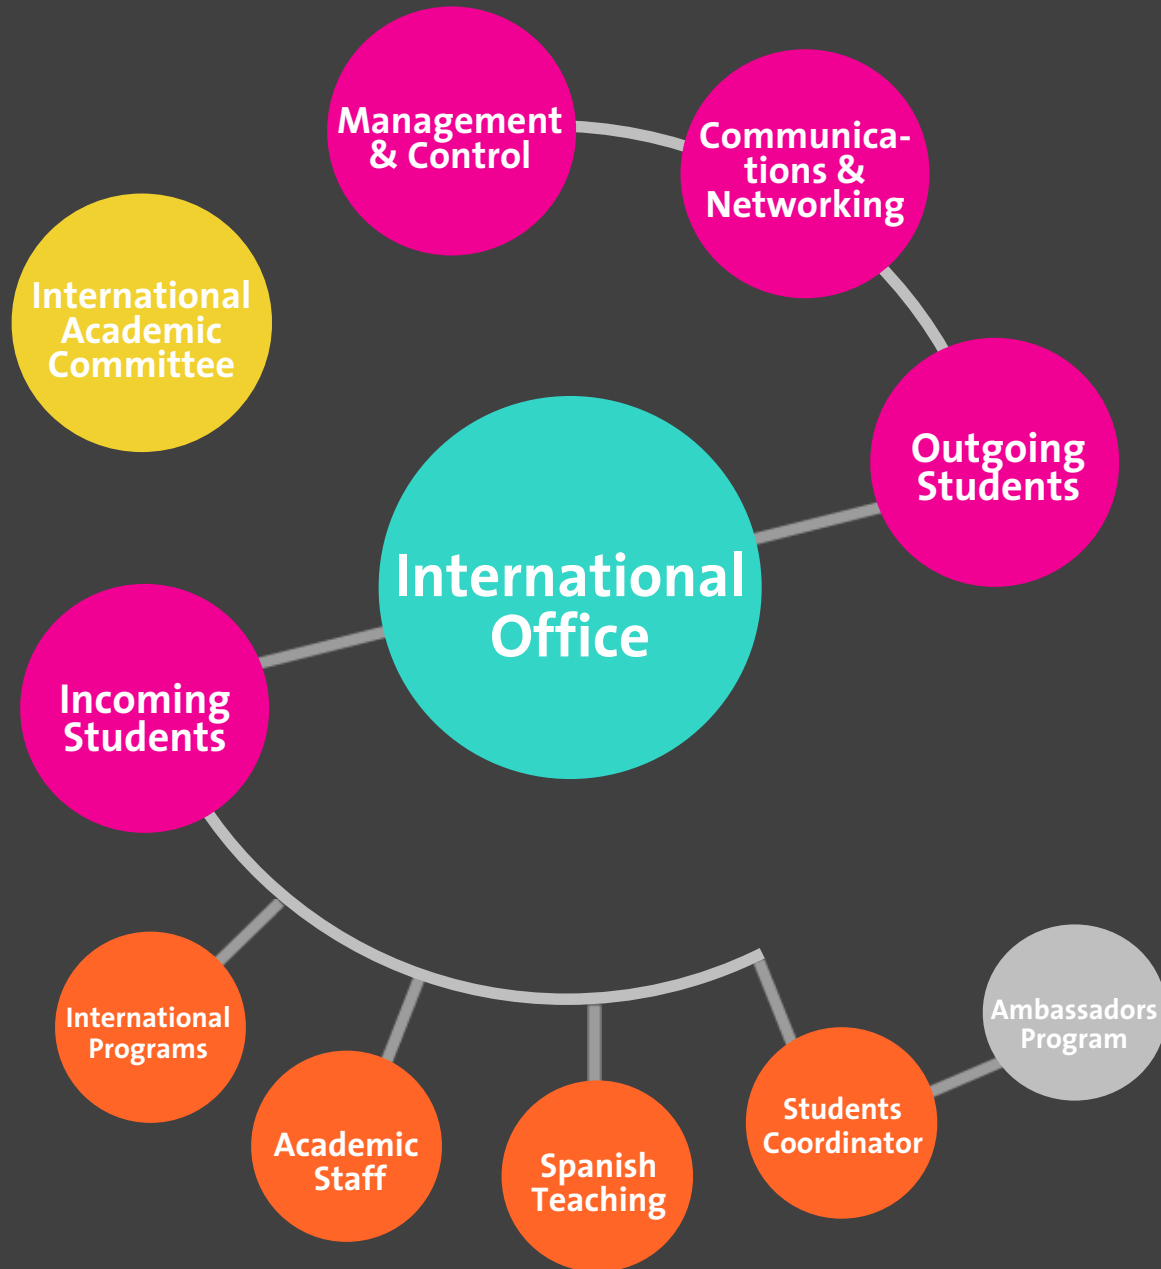 Management
& Control
Communica-
tions &
Networking
International
Academic
Committee
Outgoing
Students
International
Office
Incoming
Students
International
Programs
Academic
Staff
Spanish
Teaching
Students
Coordinator
Ambassadors
Program